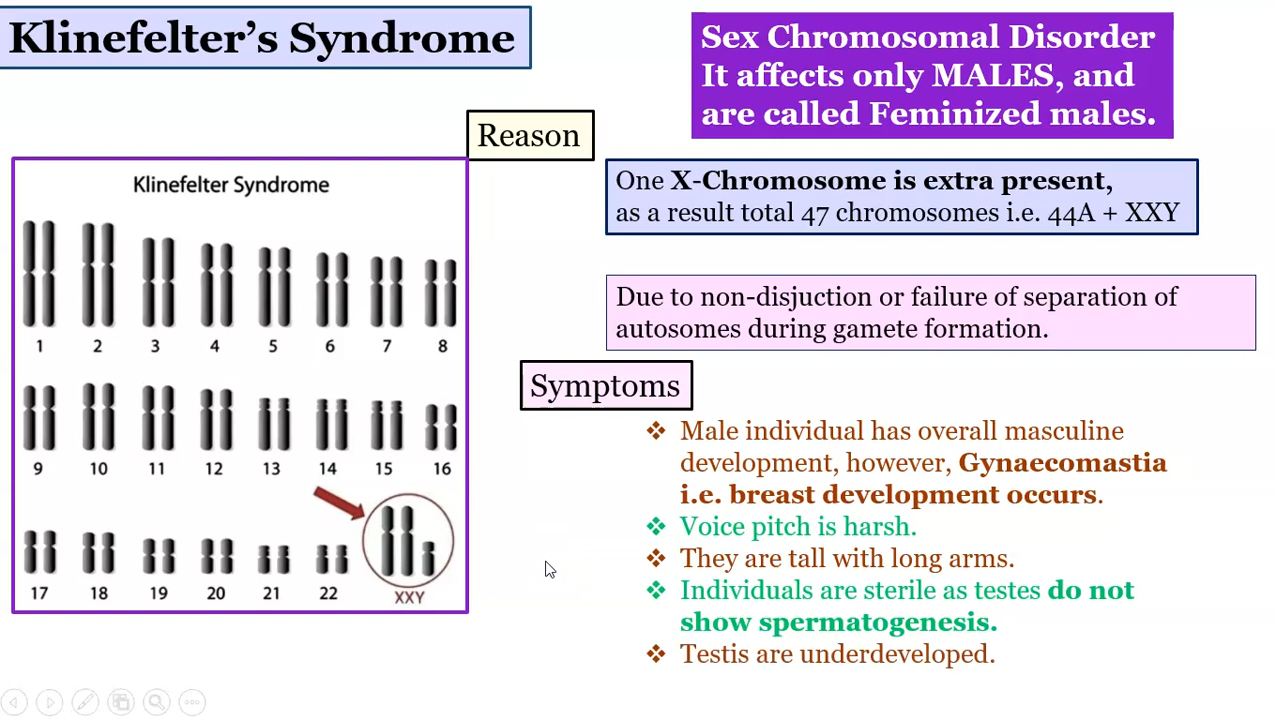 Klinefelter's Syndrome
Sex Chromosomal Disorder
It affects only MALES, and
are called Feminized males.
Reason
One X-Chromosome is extra present,
as a result total 47 chromosomes i.e. 44A + XXY
Due to non-disjuction or failure of separation of
autosomes during gamete formation.
Klinefelter Syndrome
1 2 3 4 5 6 7 8
9 10 11 12 13 14 15 16
17 18 19 20 21 22 XXY
Symptoms
❖ Male individual has overall masculine
development, however, Gynaecomastia
i.e. breast development occurs.
❖ Voice pitch is harsh.
❖ They are tall with long arms.
❖ Individuals are sterile as testes do not
show spermatogenesis.
❖ Testis are underdeveloped.